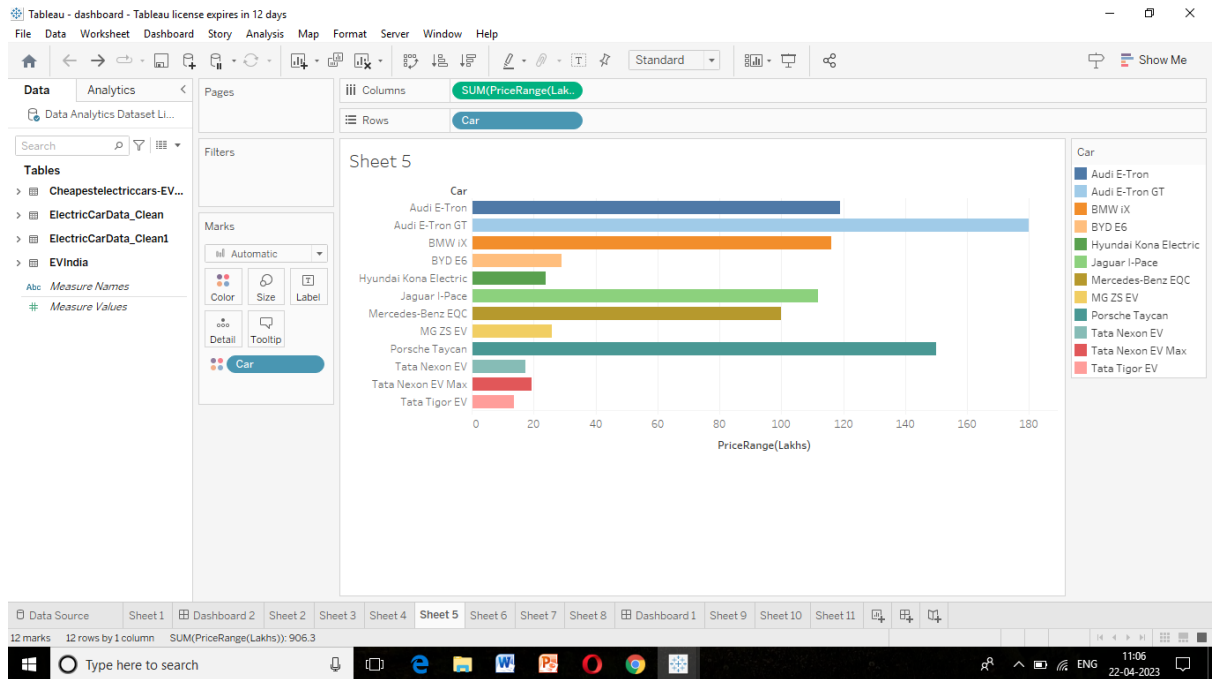 Tableau - dashboard - Tableau license expires in 12 days
File Data Worksheet Dashboard Story Analysis Map Format Server Window Help
Standard
Show Me
Data Analytics
Data Analytics Dataset Li...
Search
Tables
Cheapestelectriccars-EV...
ElectricCarData_Clean
ElectricCarData_Clean1
EVIndia
Abc Measure Names
# Measure Values
Pages
Filters
Marks
Automatic
Color Size Label
Detail Tooltip
Car
Columns SUM(PriceRange(Lak..
Rows Car
Sheet 5
Car
Audi E-Tron
Audi E-Tron GT
BMW iX
BYD E6
Hyundai Kona Electric
Jaguar I-Pace
Mercedes-Benz EQC
MG ZS EV
Porsche Taycan
Tata Nexon EV
Tata Nexon EV Max
Tata Tigor EV
0 20 40 60 80 100 120 140 160 180
PriceRange(Lakhs)
Car
Audi E-Tron
Audi E-Tron GT
BMW iX
BYD E6
Hyundai Kona Electric
Jaguar I-Pace
Mercedes-Benz EQC
MG ZS EV
Porsche Taycan
Tata Nexon EV
Tata Nexon EV Max
Tata Tigor EV
Data Source Sheet 1 Dashboard 2 Sheet 2 Sheet 3 Sheet 4 Sheet 5 Sheet 6 Sheet 7 Sheet 8 Dashboard 1 Sheet 9 Sheet 10 Sheet 11
12 marks 12 rows by 1 column SUM(PriceRange(Lakhs)): 906.3
Type here to search
ENG
11:06
22-04-2023